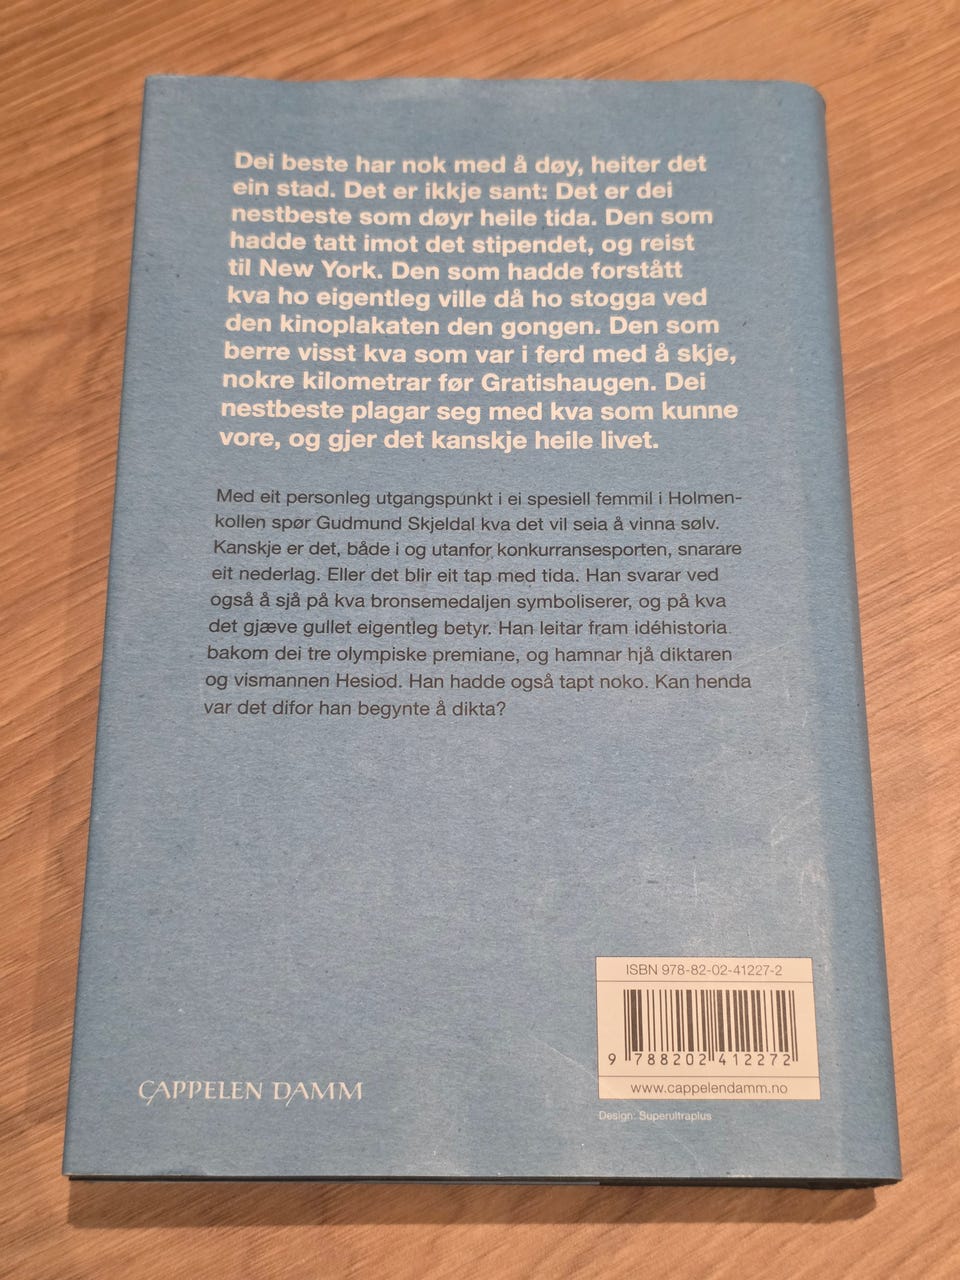 Dei beste har nok med å døy, heiter det
ein stad. Det er ikkje sant: Det er dei
nestbeste som døyr heile tida. Den som
hadde tatt imot det stipendet, og reist
til New York. Den som hadde forstått
kva ho eigentleg ville då ho stogga ved
den kinoplakaten den gongen. Den som
berre visst kva som var i ferd med å skje,
nokre kilometrar før Gratishaugen. Dei
nestbeste plagar seg med kva som kunne
vore, og gjer det kanskje heile livet.
Med eit personleg utgangspunkt i ei spesiell femmil i Holmen-
kollen spør Gudmund Skjeldal kva det vil seia å vinna sølv.
Kanskje er det, både i og utanfor konkurransesporten, snarare
eit nederlag. Eller det blir eit tap med tida. Han svarar ved
også å sjå på kva bronsemedaljen symboliserer, og på kva
det gjæve gullet eigentleg betyr. Han leitar fram idéhistoria
bakom dei tre olympiske premiane, og hamnar hjå diktaren
og vismannen Hesiod. Han hadde også tapt noko. Kan henda
var det difor han begynte å dikta?
ISBN 978-82-02-41227-2
9 788202 412272
www.cappelendamm.no
CAPPELEN DAMM
Design: Superultraplus